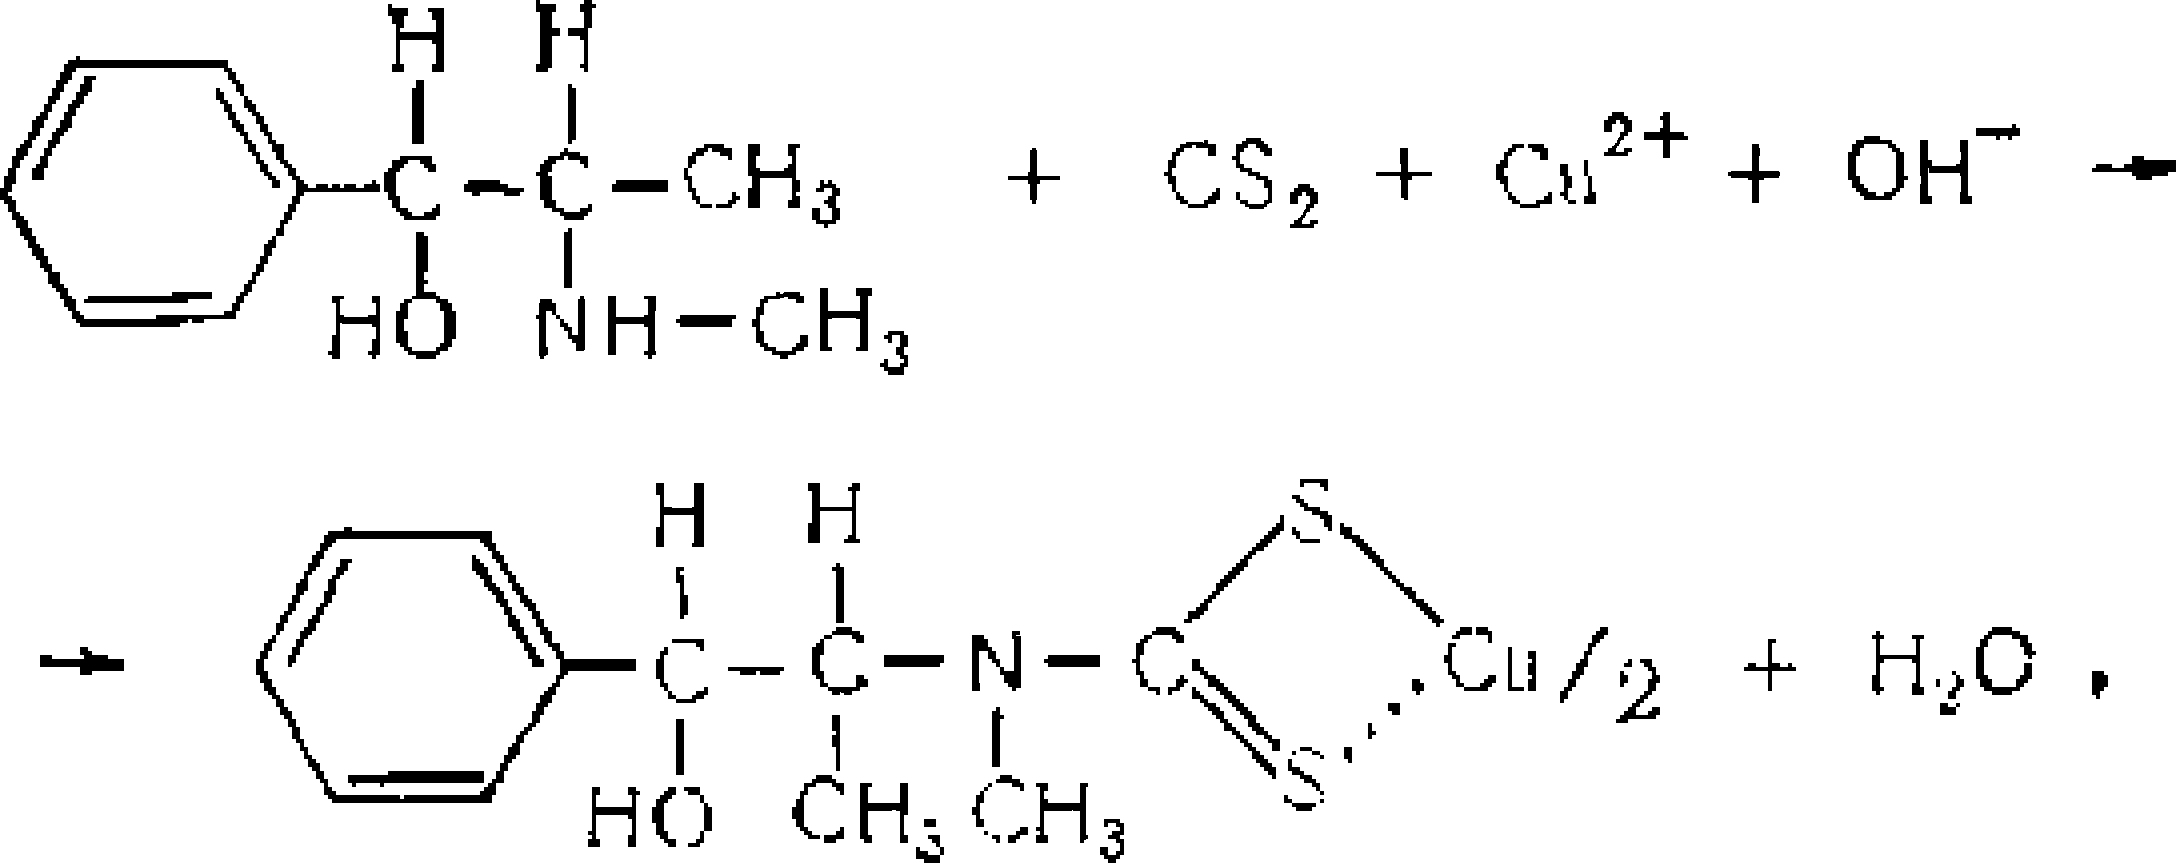 H H
C C CH₃ + CS₂ + Cu²⁺ + OH⁻ →
HO NH—CH₃
H H S
→ C—C—N—C Cu/2 + H₂O .
S
HO CH₃ CH₃